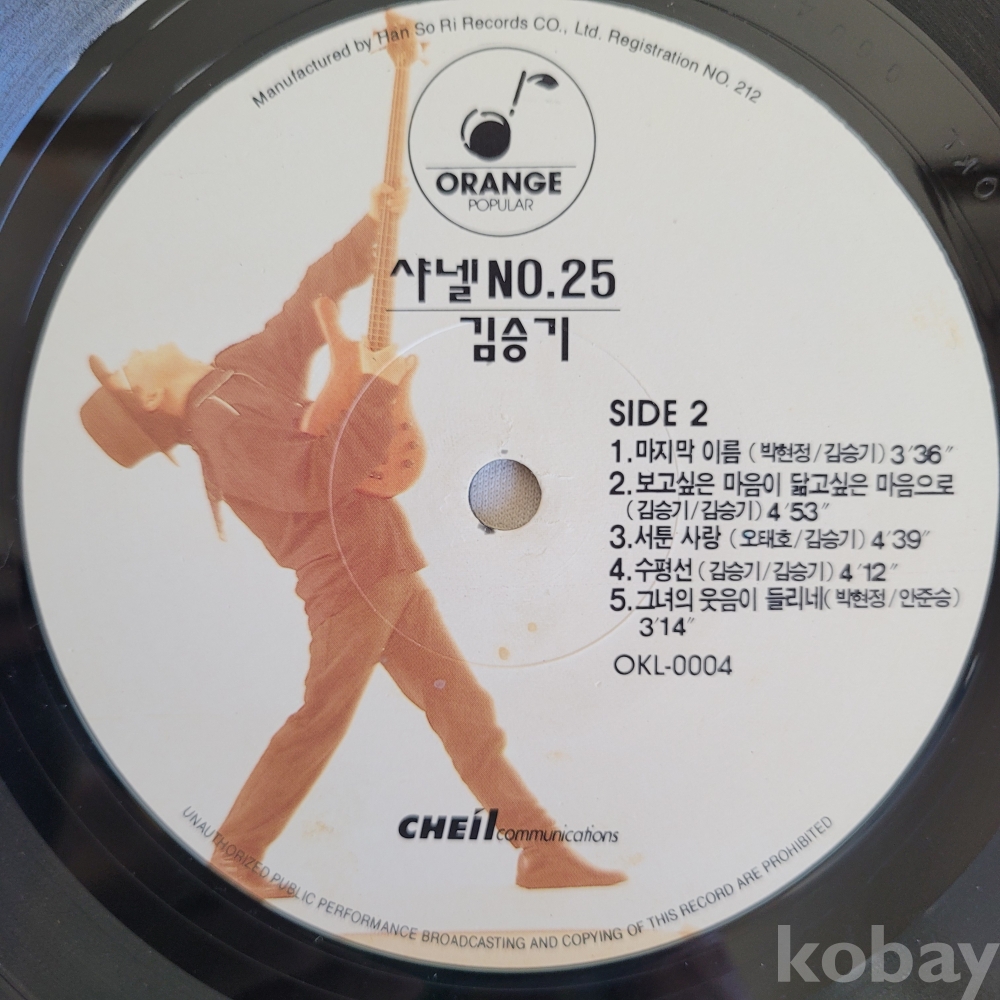 Manufactured by Han So Ri Records CO., Ltd. Registration NO. 212
ORANGE
POPULAR
샤넬 NO.25
김승기
SIDE 2
1.마지막 이름 (박현정/김승기) 3'36"
2.보고싶은 마음이 닮고싶은 마음으로
(김승기/김승기) 4'53"
3.서툰 사랑 (오태호/김승기) 4'39"
4.수평선 (김승기/김승기) 4'12"
5.그녀의 웃음이 들리네(박현정/안준승)
3'14"
OKL-0004
CHEil communications
UNAUTHORIZED PUBLIC PERFORMANCE BROADCASTING AND COPYING OF THIS RECORD ARE PROHIBITED
kobay